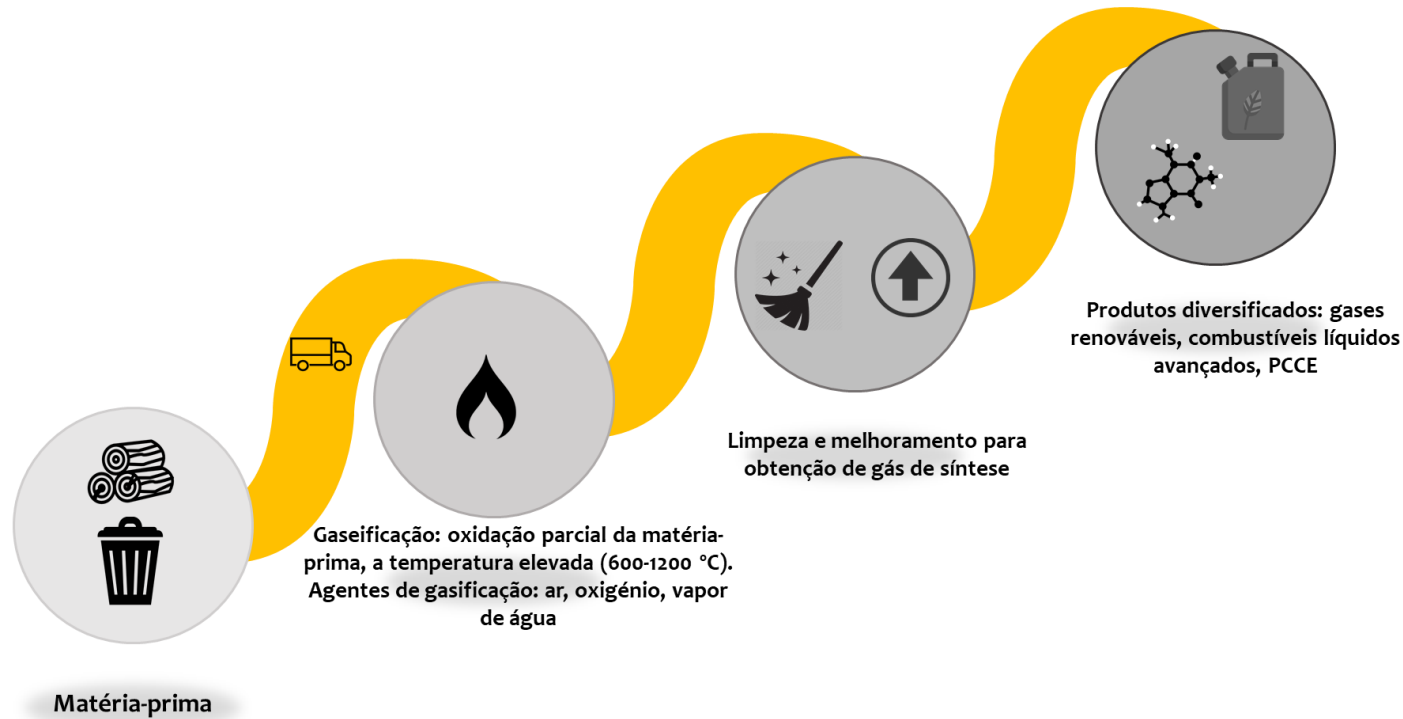 Matéria-prima
Gaseificação: oxidação parcial da matéria-
prima, a temperatura elevada (600-1200 °C).
Agentes de gasificação: ar, oxigénio, vapor
de água
Limpeza e melhoramento para
obtenção de gás de síntese
Produtos diversificados: gases
renováveis, combustíveis líquidos
avançados, PCCE